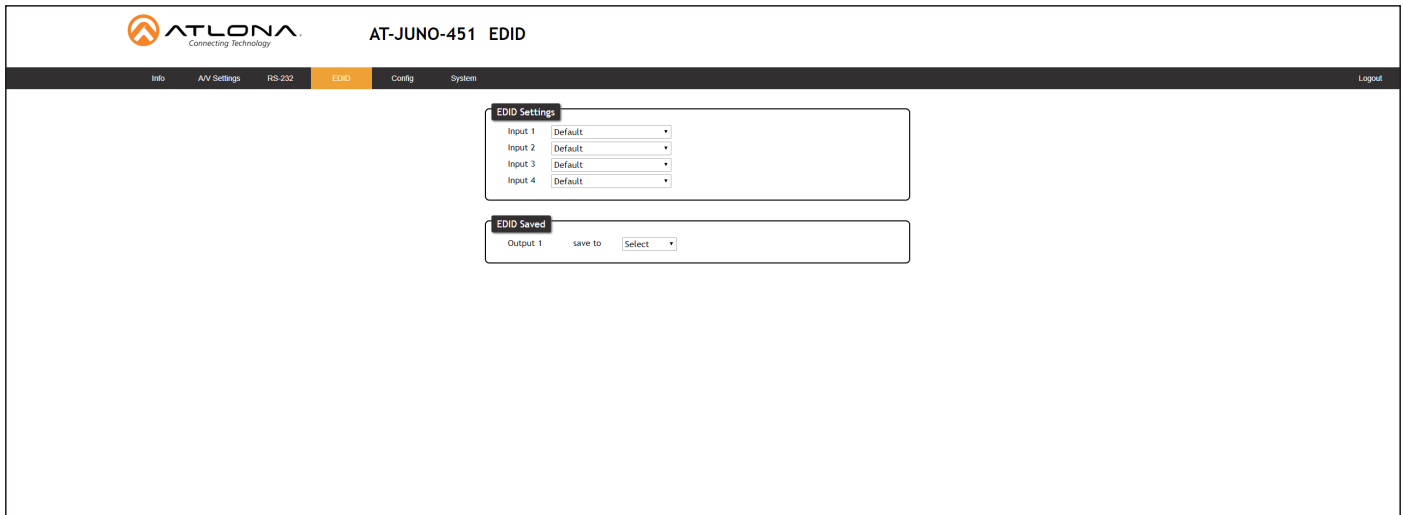 ATLONA.
Connecting Technology
AT-JUNO-451 EDID
Info A/V Settings RS-232 EDID Config System Logout
EDID Settings
Input 1 Default
Input 2 Default
Input 3 Default
Input 4 Default
EDID Saved
Output 1 save to Select